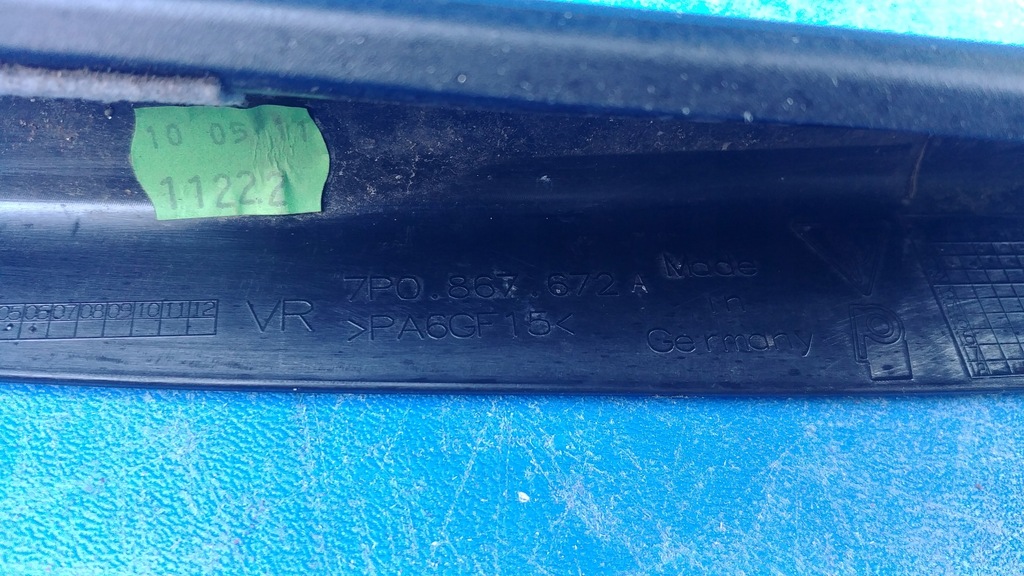 10 05 11
11222
7P0.867.672 A
>PA6GF15<
VR
Made
in
Germany
05 06 07 08 09 10 11 12